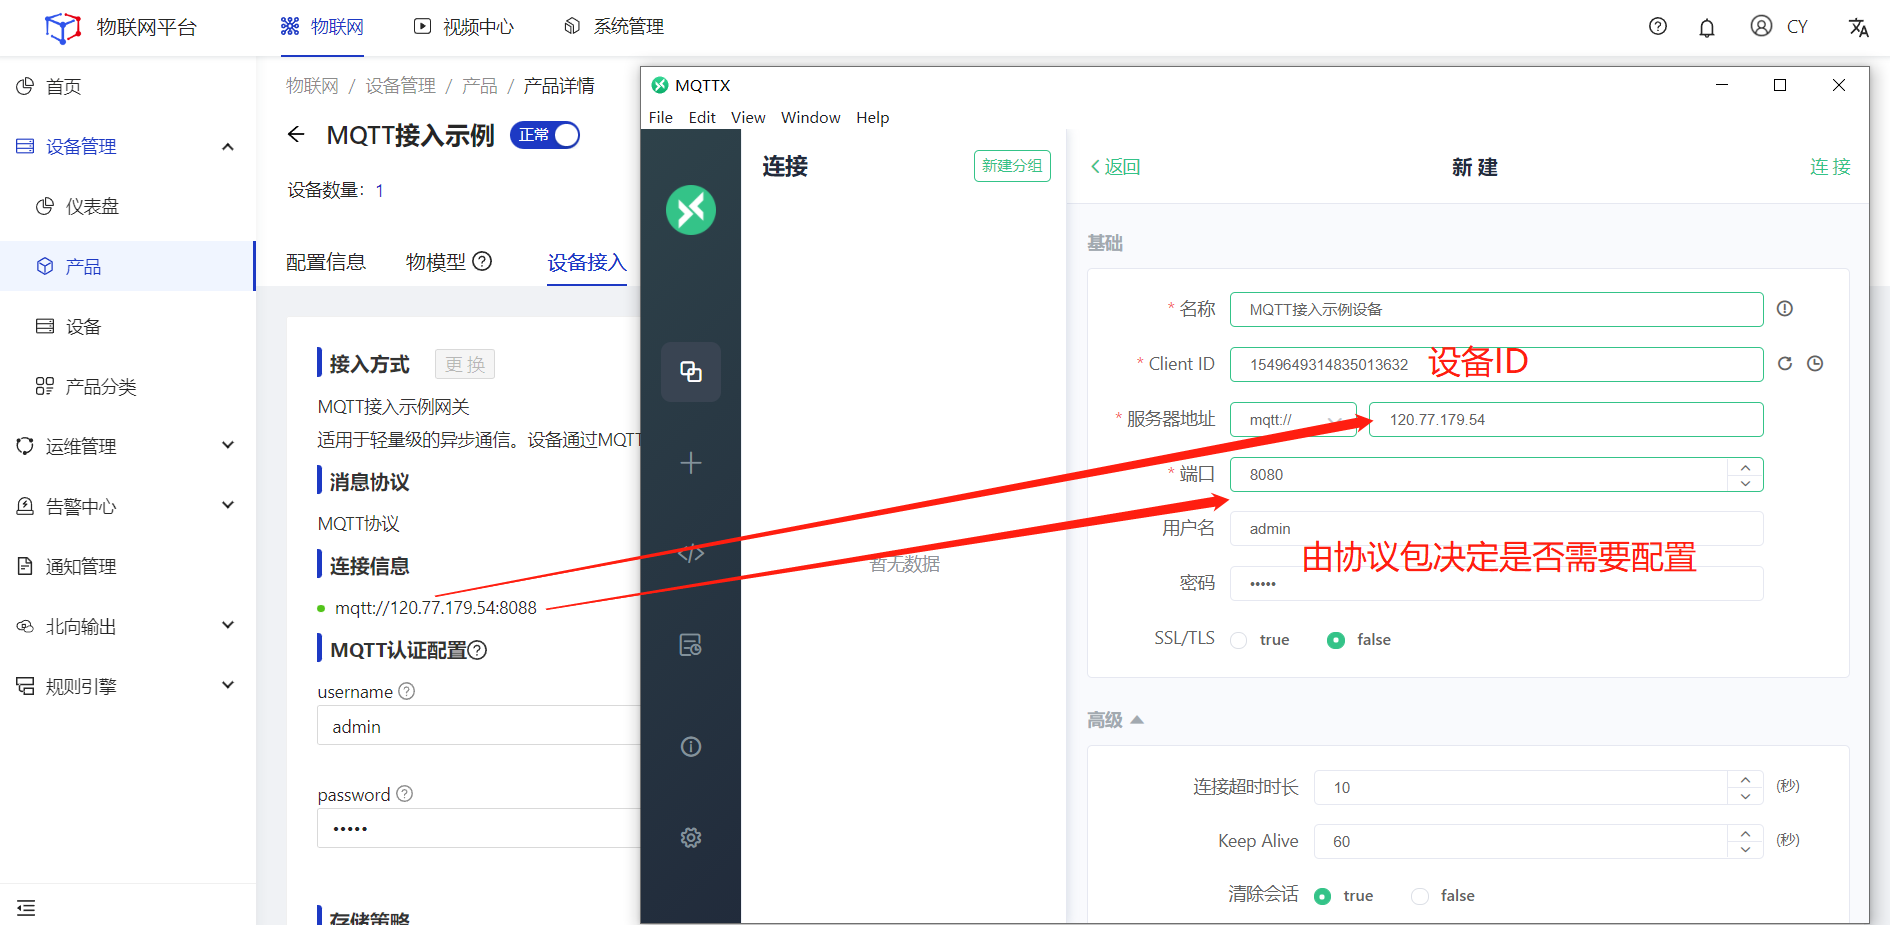 物联网平台
物联网
视频中心
系统管理
CY
首页
设备管理
仪表盘
产品
设备
产品分类
运维管理
告警中心
通知管理
北向输出
规则引擎
物联网 / 设备管理 / 产品 / 产品详情
MQTT接入示例 正常
设备数量： 1
配置信息 物模型 设备接入
接入方式 更 换
MQTT接入示例网关
适用于轻量级的异步通信。设备通过MQTT
消息协议
MQTT协议
连接信息
mqtt://120.77.179.54:8088
MQTT认证配置
username
admin
password
•••••
存储策略
MQTTX
File Edit View Window Help
连接 新建分组
暂无数据
返回 新 建 连 接
基础
* 名称 MQTT接入示例设备
* Client ID 1549649314835013632 设备ID
* 服务器地址 mqtt:// 120.77.179.54
* 端口 8080
用户名 admin
由协议包决定是否需要配置
密码 •••••
SSL/TLS true false
高级
连接超时时长 10 (秒)
Keep Alive 60 (秒)
清除会话 true false